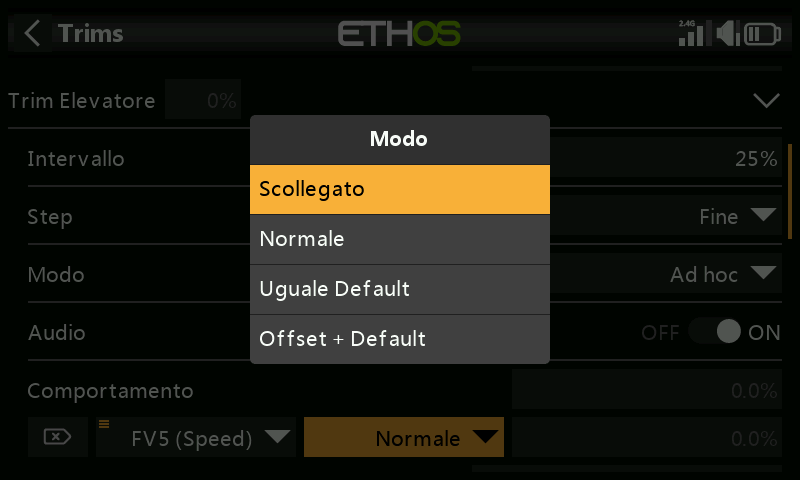 Trims
ETHOS
2.4G
Trim Elevatore 0%
Modo
Intervallo 25%
Scollegato
Step Fine
Normale
Modo Ad hoc
Uguale Default
Audio OFF ON
Offset + Default
Comportamento 0.0%
FV5 (Speed) Normale 0.0%